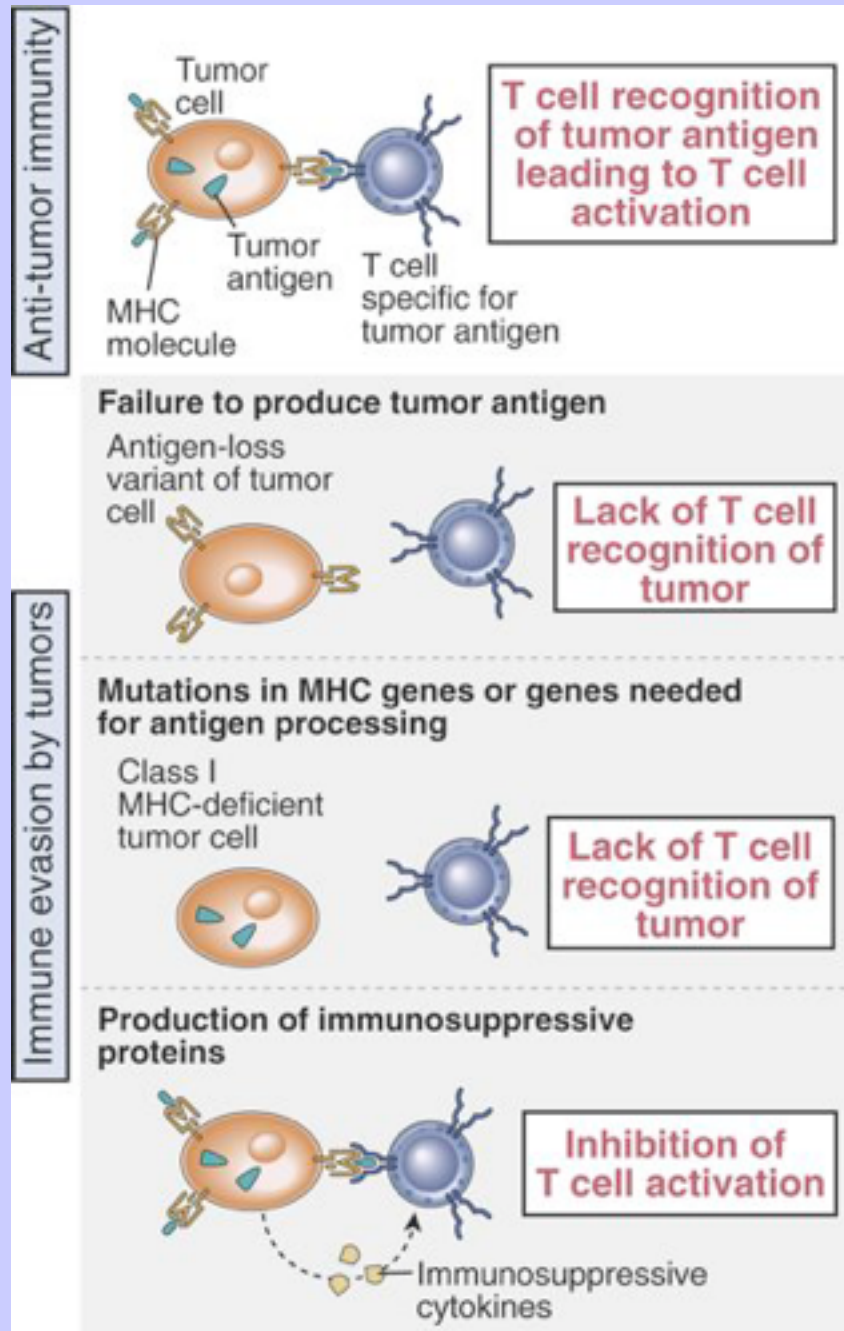 Anti-tumor immunity
Tumor
cell
Tumor
antigen
MHC
molecule
T cell
specific for
tumor antigen
T cell recognition
of tumor antigen
leading to T cell
activation
Immune evasion by tumors
Failure to produce tumor antigen
Antigen-loss
variant of tumor
cell
Lack of T cell
recognition of
tumor
Mutations in MHC genes or genes needed
for antigen processing
Class I
MHC-deficient
tumor cell
Lack of T cell
recognition of
tumor
Production of immunosuppressive
proteins
Inhibition of
T cell activation
Immunosuppressive
cytokines